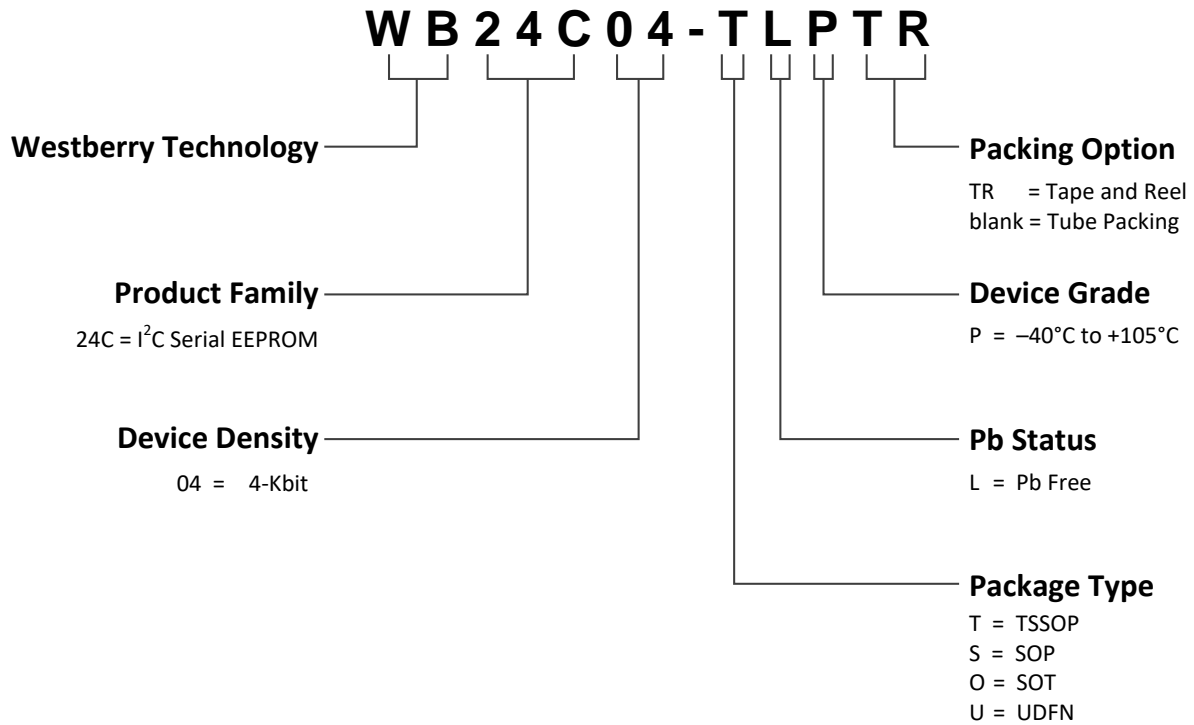 WB24C04-TLPTR
Westberry Technology
Product Family
24C = I²C Serial EEPROM
Device Density
04 = 4-Kbit
Packing Option
TR = Tape and Reel
blank = Tube Packing
Device Grade
P = –40°C to +105°C
Pb Status
L = Pb Free
Package Type
T = TSSOP
S = SOP
O = SOT
U = UDFN